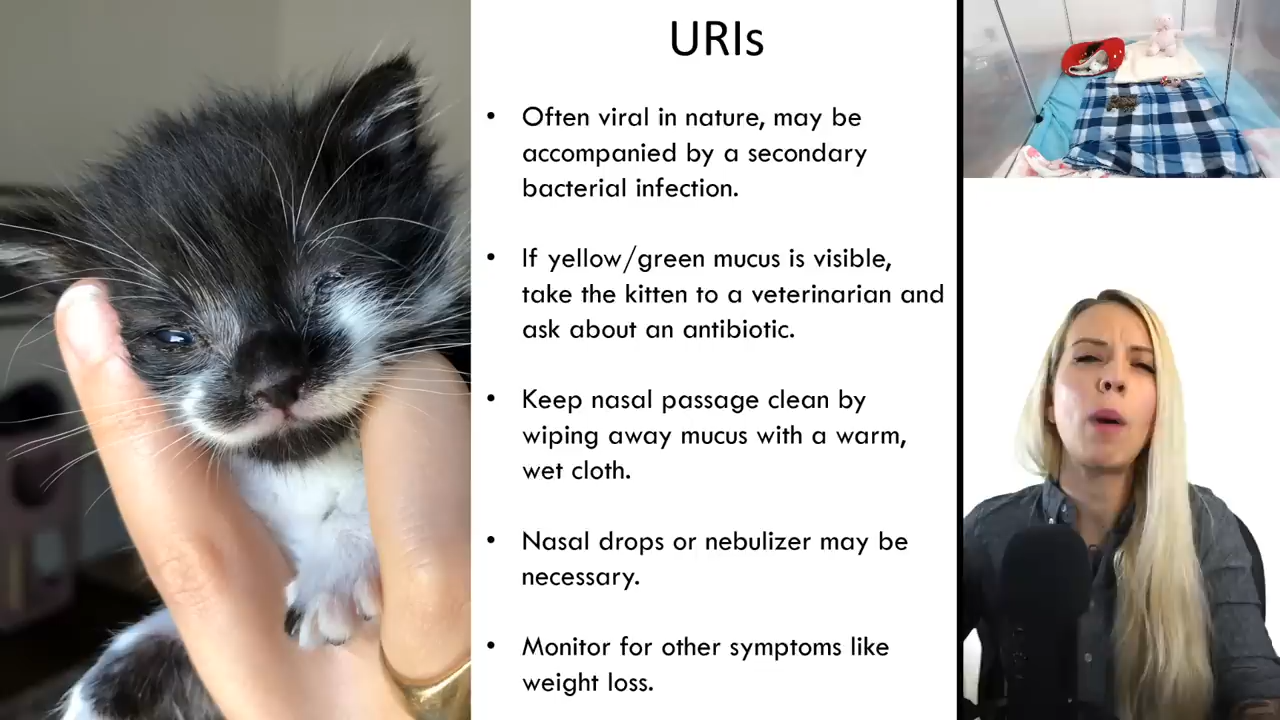 URIs
• Often viral in nature, may be
accompanied by a secondary
bacterial infection.
• If yellow/green mucus is visible,
take the kitten to a veterinarian and
ask about an antibiotic.
• Keep nasal passage clean by
wiping away mucus with a warm,
wet cloth.
• Nasal drops or nebulizer may be
necessary.
• Monitor for other symptoms like
weight loss.